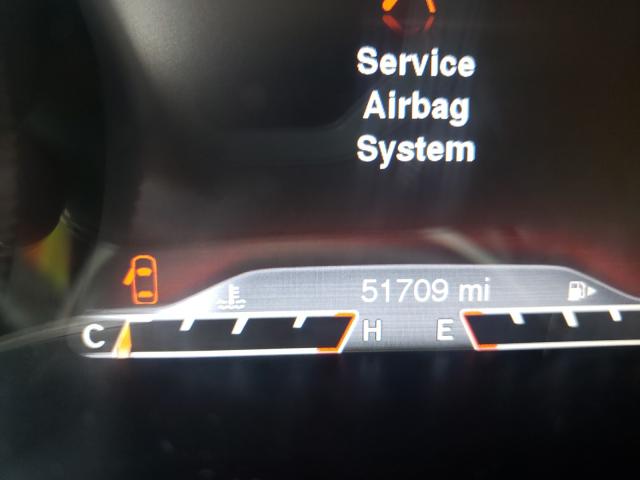 Service
Airbag
System
51709 mi
C H E